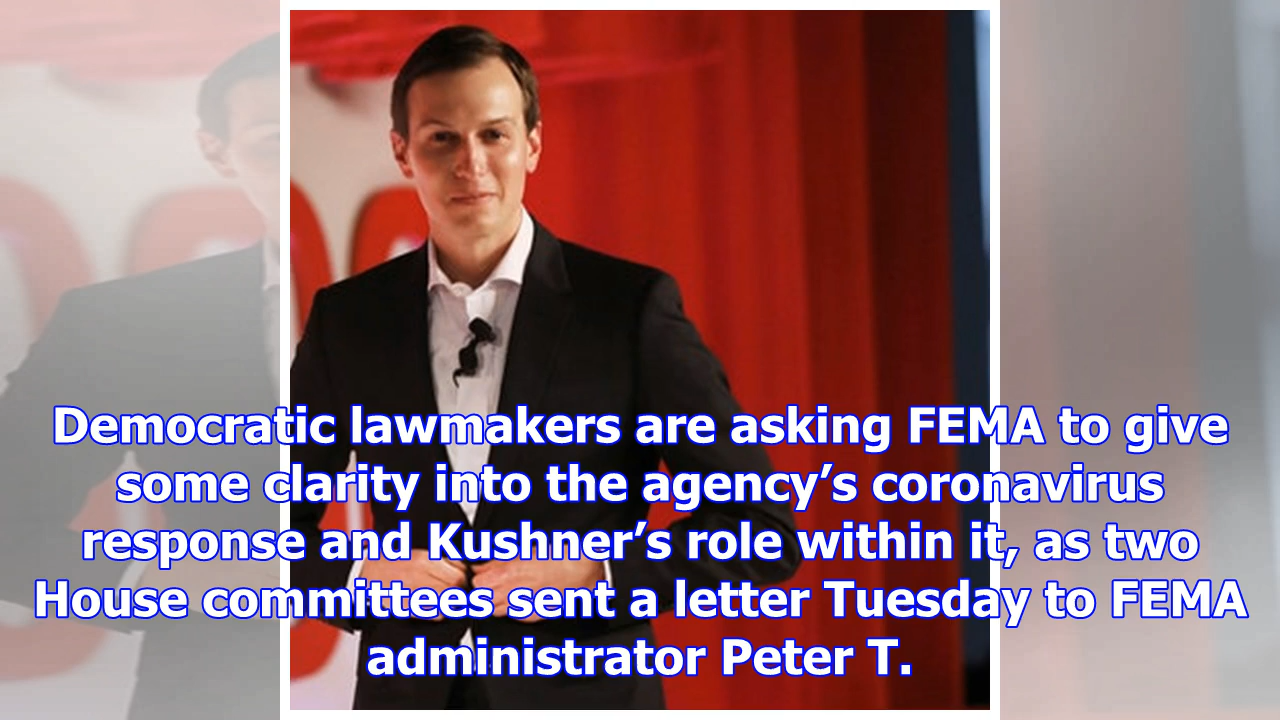 Democratic lawmakers are asking FEMA to give
some clarity into the agency’s coronavirus
response and Kushner’s role within it, as two
House committees sent a letter Tuesday to FEMA
administrator Peter T.